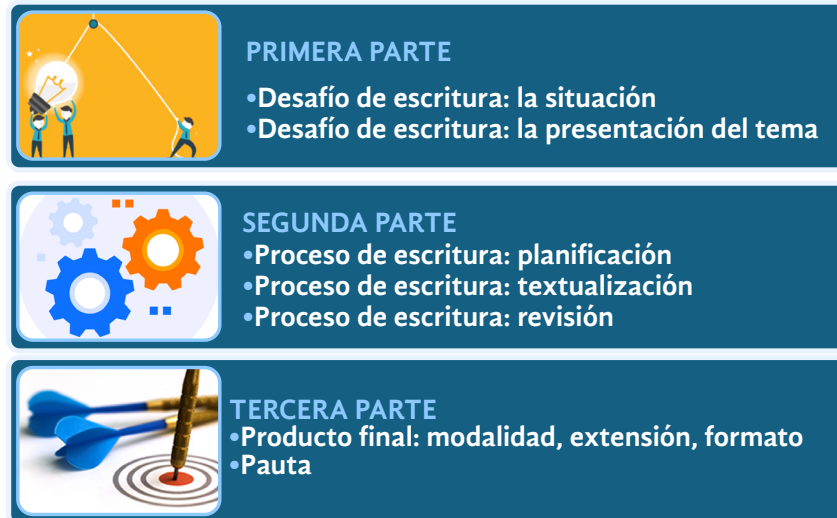 PRIMERA PARTE
•Desafío de escritura: la situación
•Desafío de escritura: la presentación del tema
SEGUNDA PARTE
•Proceso de escritura: planificación
•Proceso de escritura: textualización
•Proceso de escritura: revisión
TERCERA PARTE
•Producto final: modalidad, extensión, formato
•Pauta